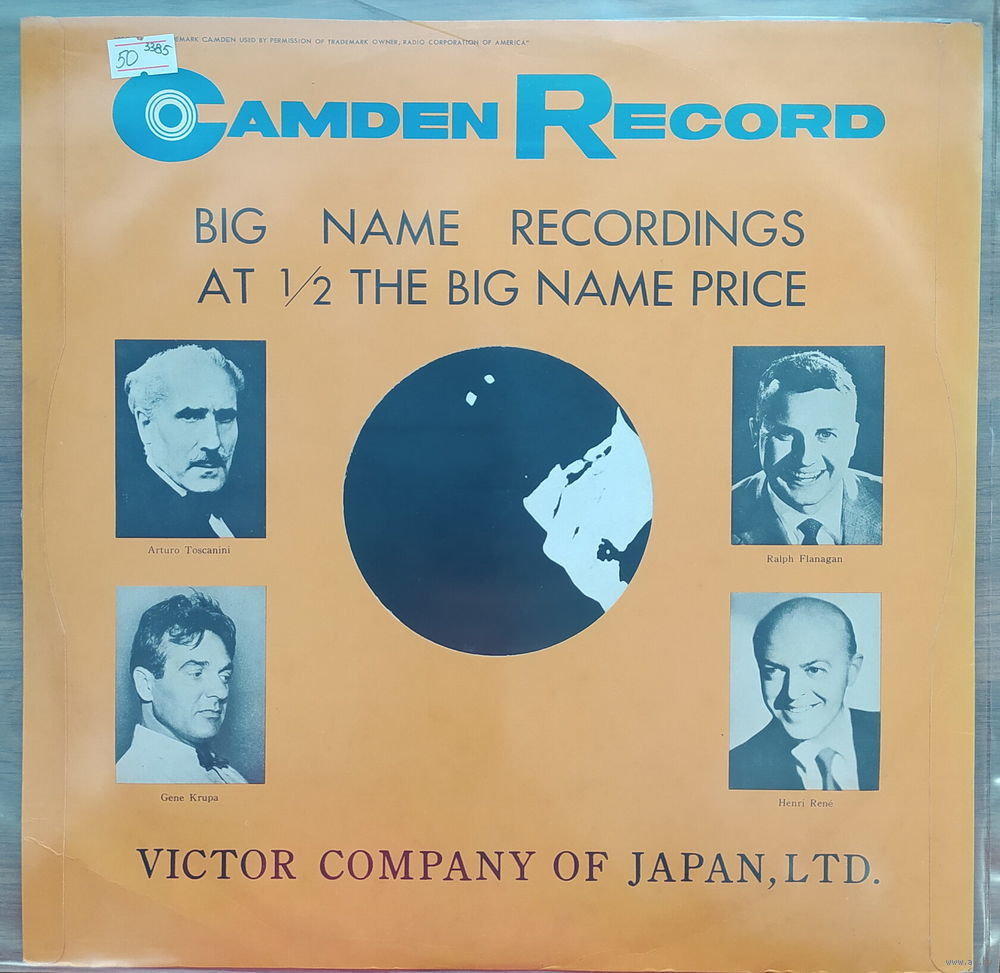 EMARK CAMDEN USED BY PERMISSION OF TRADEMARK OWNER, RADIO CORPORATION OF AMERICA"
50 3385
CAMDEN RECORD
BIG NAME RECORDINGS
AT 1/2 THE BIG NAME PRICE
Arturo Toscanini
Ralph Flanagan
Gene Krupa
Henri René
VICTOR COMPANY OF JAPAN, LTD.